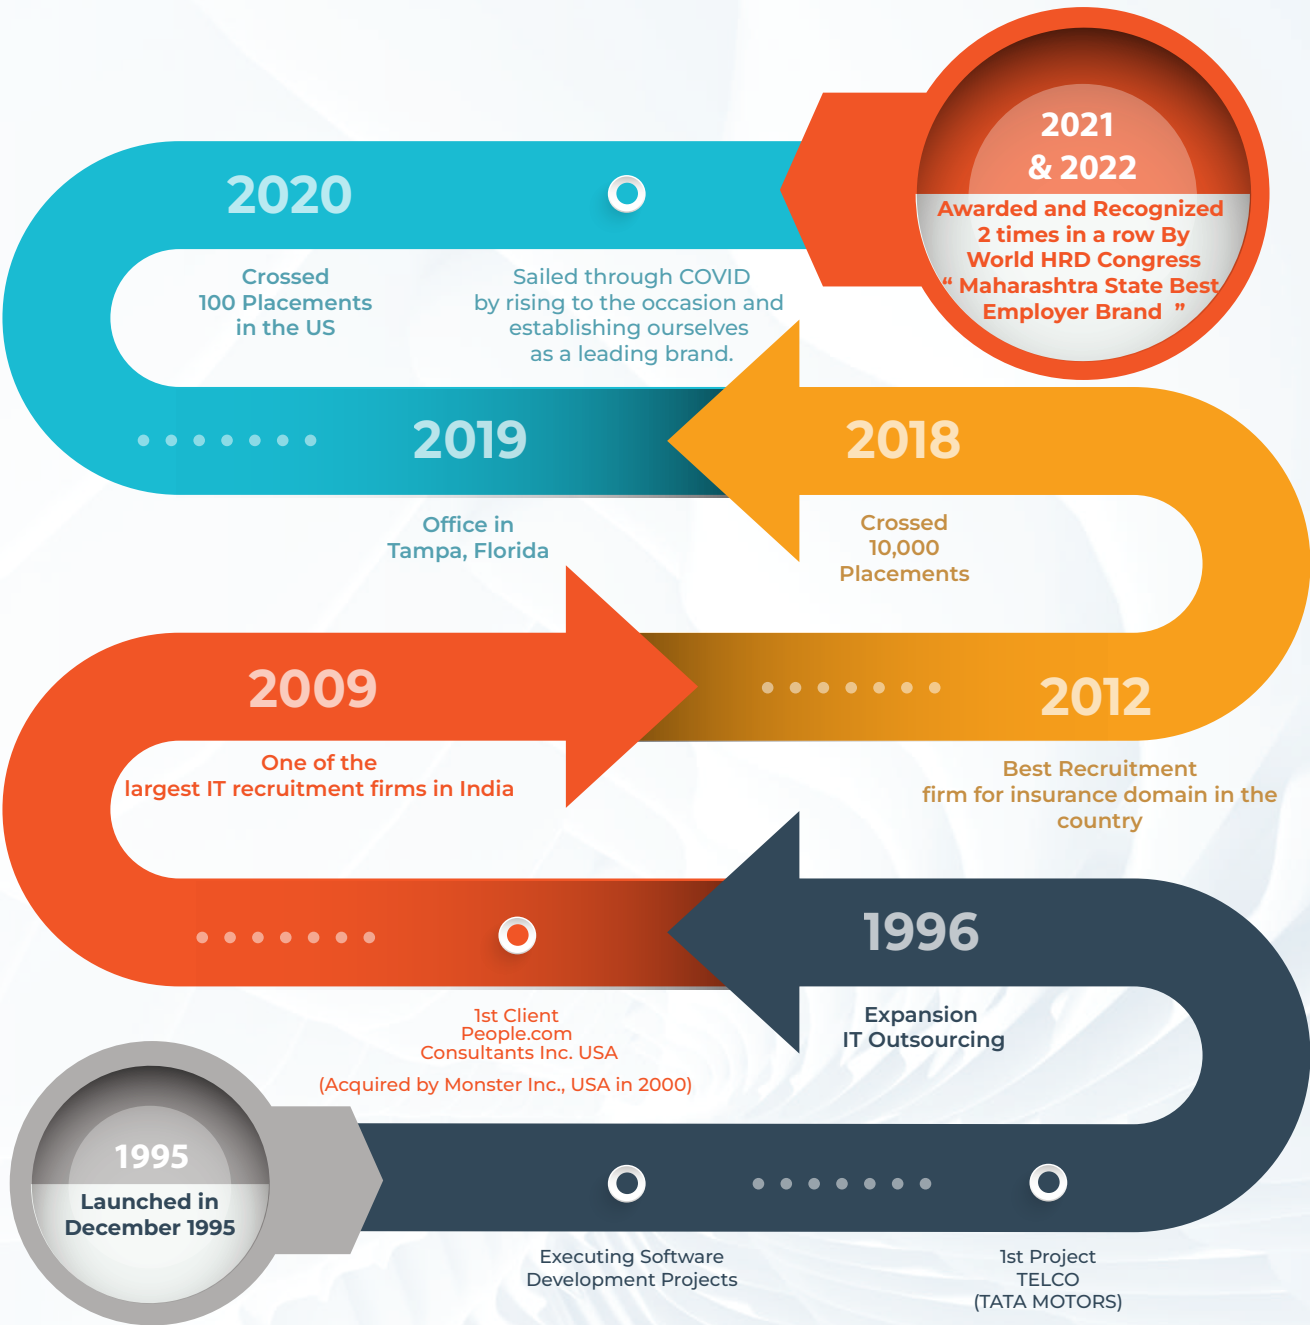 2021
& 2022
Awarded and Recognized
2 times in a row By
World HRD Congress
“ Maharashtra State Best
Employer Brand ”
2020
Crossed
100 Placements
in the US
Sailed through COVID
by rising to the occasion and
establishing ourselves
as a leading brand.
2019
Office in
Tampa, Florida
2018
Crossed
10,000
Placements
2009
One of the
largest IT recruitment firms in India
2012
Best Recruitment
firm for insurance domain in the
country
1st Client
People.com
Consultants Inc. USA
(Acquired by Monster Inc., USA in 2000)
1996
Expansion
IT Outsourcing
1995
Launched in
December 1995
Executing Software
Development Projects
1st Project
TELCO
(TATA MOTORS)